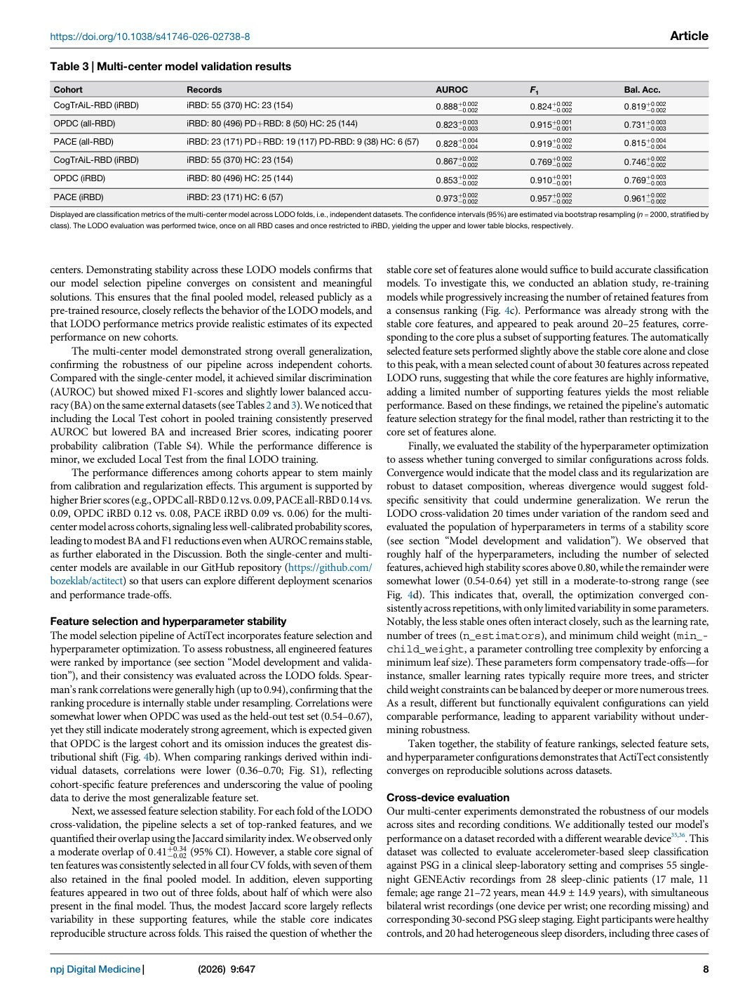 https://doi.org/10.1038/s41746-026-02738-8
Article
Table 3 | Multi-center model validation results
Cohort Records AUROC F1 Bal. Acc.
CogTrAiL-RBD (iRBD) iRBD: 55 (370) HC: 23 (154) 0.888+0.002−0.002 0.824+0.002−0.002 0.819+0.002−0.002
OPDC (all-RBD) iRBD: 80 (496) PD+RBD: 8 (50) HC: 25 (144) 0.823+0.003−0.003 0.915+0.001−0.001 0.731+0.003−0.003
PACE (all-RBD) iRBD: 23 (171) PD+RBD: 19 (117) PD-RBD: 9 (38) HC: 6 (57) 0.828+0.004−0.004 0.919+0.002−0.002 0.815+0.004−0.004
CogTrAiL-RBD (iRBD) iRBD: 55 (370) HC: 23 (154) 0.867+0.002−0.002 0.769+0.002−0.002 0.746+0.002−0.002
OPDC (iRBD) iRBD: 80 (496) HC: 25 (144) 0.853+0.002−0.002 0.910+0.001−0.001 0.769+0.003−0.003
PACE (iRBD) iRBD: 23 (171) HC: 6 (57) 0.973+0.002−0.002 0.957+0.002−0.002 0.961+0.002−0.002
Displayed are classification metrics of the multi-center model across LODO folds, i.e., independent datasets. The confidence intervals (95%) are estimated via bootstrap resampling (n = 2000, stratified by
class). The LODO evaluation was performed twice, once on all RBD cases and once restricted to iRBD, yielding the upper and lower table blocks, respectively.
centers. Demonstrating stability across these LODO models confirms that
our model selection pipeline converges on consistent and meaningful
solutions. This ensures that the final pooled model, released publicly as a
pre-trained resource, closely reflects the behavior of the LODO models, and
that LODO performance metrics provide realistic estimates of its expected
performance on new cohorts.
The multi-center model demonstrated strong overall generalization,
confirming the robustness of our pipeline across independent cohorts.
Compared with the single-center model, it achieved similar discrimination
(AUROC) but showed mixed F1-scores and slightly lower balanced accu-
racy (BA) on the same external datasets (see Tables 2 and 3). We noticed that
including the Local Test cohort in pooled training consistently preserved
AUROC but lowered BA and increased Brier scores, indicating poorer
probability calibration (Table S4). While the performance difference is
minor, we excluded Local Test from the final LODO training.
The performance differences among cohorts appear to stem mainly
from calibration and regularization effects. This argument is supported by
higher Brier scores (e.g., OPDC all-RBD 0.12 vs. 0.09, PACE all-RBD 0.14 vs.
0.09, OPDC iRBD 0.12 vs. 0.08, PACE iRBD 0.09 vs. 0.06) for the multi-
center model across cohorts, signaling less well-calibrated probability scores,
leading to modest BA and F1 reductions even when AUROC remains stable,
as further elaborated in the Discussion. Both the single-center and multi-
center models are available in our GitHub repository (https://github.com/
bozeklab/actitect) so that users can explore different deployment scenarios
and performance trade-offs.
Feature selection and hyperparameter stability
The model selection pipeline of ActiTect incorporates feature selection and
hyperparameter optimization. To assess robustness, all engineered features
were ranked by importance (see section “Model development and valida-
tion”), and their consistency was evaluated across the LODO folds. Spear-
man’s rank correlations were generally high (up to 0.94), confirming that the
ranking procedure is internally stable under resampling. Correlations were
somewhat lower when OPDC was used as the held-out test set (0.54–0.67),
yet they still indicate moderately strong agreement, which is expected given
that OPDC is the largest cohort and its omission induces the greatest dis-
tributional shift (Fig. 4b). When comparing rankings derived within indi-
vidual datasets, correlations were lower (0.36–0.70; Fig. S1), reflecting
cohort-specific feature preferences and underscoring the value of pooling
data to derive the most generalizable feature set.
Next, we assessed feature selection stability. For each fold of the LODO
cross-validation, the pipeline selects a set of top-ranked features, and we
quantified their overlap using the Jaccard similarity index. We observed only
a moderate overlap of 0.41+0.34−0.02 (95% CI). However, a stable core signal of
ten features was consistently selected in all four CV folds, with seven of them
also retained in the final pooled model. In addition, eleven supporting
features appeared in two out of three folds, about half of which were also
present in the final model. Thus, the modest Jaccard score largely reflects
variability in these supporting features, while the stable core indicates
reproducible structure across folds. This raised the question of whether the
stable core set of features alone would suffice to build accurate classification
models. To investigate this, we conducted an ablation study, re-training
models while progressively increasing the number of retained features from
a consensus ranking (Fig. 4c). Performance was already strong with the
stable core features, and appeared to peak around 20–25 features, corre-
sponding to the core plus a subset of supporting features. The automatically
selected feature sets performed slightly above the stable core alone and close
to this peak, with a mean selected count of about 30 features across repeated
LODO runs, suggesting that while the core features are highly informative,
adding a limited number of supporting features yields the most reliable
performance. Based on these findings, we retained the pipeline’s automatic
feature selection strategy for the final model, rather than restricting it to the
core set of features alone.
Finally, we evaluated the stability of the hyperparameter optimization
to assess whether tuning converged to similar configurations across folds.
Convergence would indicate that the model class and its regularization are
robust to dataset composition, whereas divergence would suggest fold-
specific sensitivity that could undermine generalization. We rerun the
LODO cross-validation 20 times under variation of the random seed and
evaluated the population of hyperparameters in terms of a stability score
(see section “Model development and validation”). We observed that
roughly half of the hyperparameters, including the number of selected
features, achieved high stability scores above 0.80, while the remainder were
somewhat lower (0.54-0.64) yet still in a moderate-to-strong range (see
Fig. 4d). This indicates that, overall, the optimization converged con-
sistently across repetitions, with only limited variability in some parameters.
Notably, the less stable ones often interact closely, such as the learning rate,
number of trees (n_estimators), and minimum child weight (min_-
child_weight, a parameter controlling tree complexity by enforcing a
minimum leaf size). These parameters form compensatory trade-offs—for
instance, smaller learning rates typically require more trees, and stricter
child weight constraints can be balanced by deeper or more numerous trees.
As a result, different but functionally equivalent configurations can yield
comparable performance, leading to apparent variability without under-
mining robustness.
Taken together, the stability of feature rankings, selected feature sets,
and hyperparameter configurations demonstrates that ActiTect consistently
converges on reproducible solutions across datasets.
Cross-device evaluation
Our multi-center experiments demonstrated the robustness of our models
across sites and recording conditions. We additionally tested our model’s
performance on a dataset recorded with a different wearable device35,36. This
dataset was collected to evaluate accelerometer-based sleep classification
against PSG in a clinical sleep-laboratory setting and comprises 55 single-
night GENEActiv recordings from 28 sleep-clinic patients (17 male, 11
female; age range 21–72 years, mean 44.9 ± 14.9 years), with simultaneous
bilateral wrist recordings (one device per wrist; one recording missing) and
corresponding 30-second PSG sleep staging. Eight participants were healthy
controls, and 20 had heterogeneous sleep disorders, including three cases of
npj Digital Medicine | (2026) 9:647
8